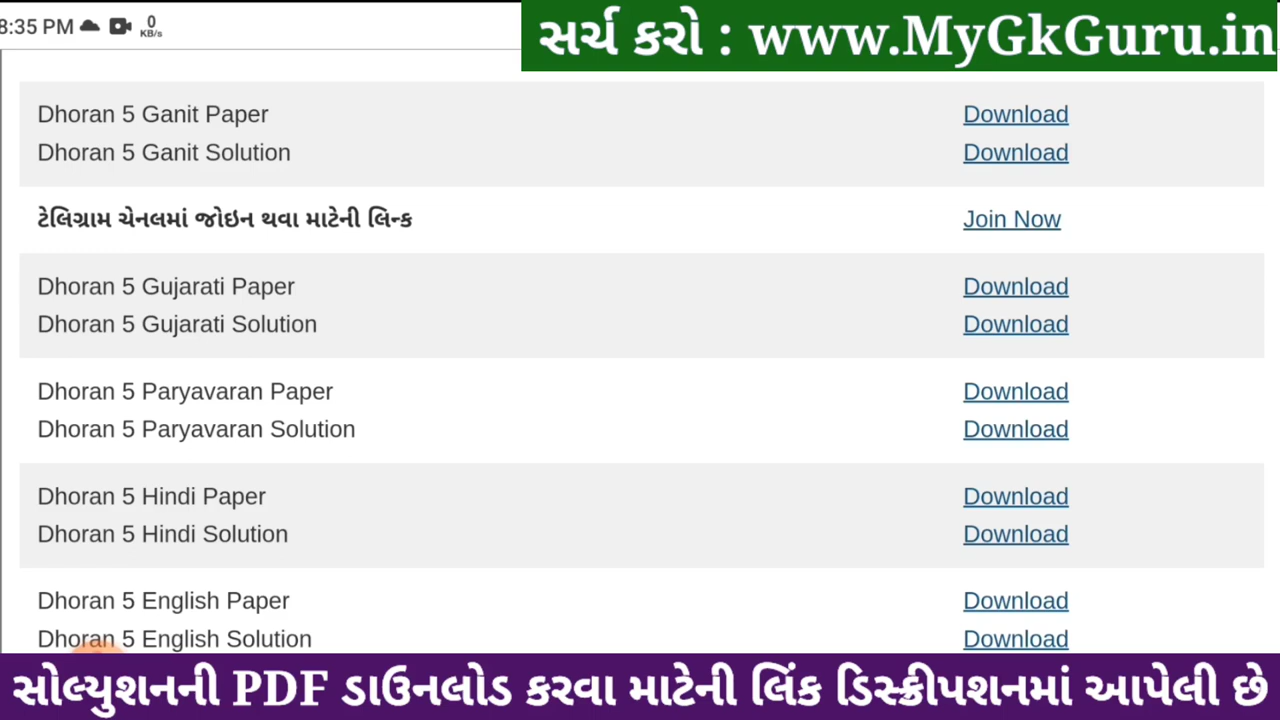 8:35 PM 0 KB/s
સર્ચ કરો : www.MyGkGuru.in
Dhoran 5 Ganit Paper Download
Dhoran 5 Ganit Solution Download
ટેલિગ્રામ ચેનલમાં જોઇન થવા માટેની લિન્ક Join Now
Dhoran 5 Gujarati Paper Download
Dhoran 5 Gujarati Solution Download
Dhoran 5 Paryavaran Paper Download
Dhoran 5 Paryavaran Solution Download
Dhoran 5 Hindi Paper Download
Dhoran 5 Hindi Solution Download
Dhoran 5 English Paper Download
Dhoran 5 English Solution Download
સોલ્યુશનની PDF ડાઉનલોડ કરવા માટેની લિંક ડિસ્ક્રીપશનમાં આપેલી છે